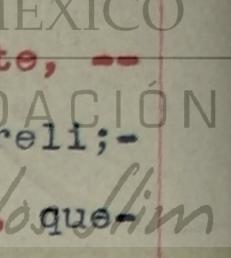 MEXICO
te, --
DACIÓN
reli;-
que-